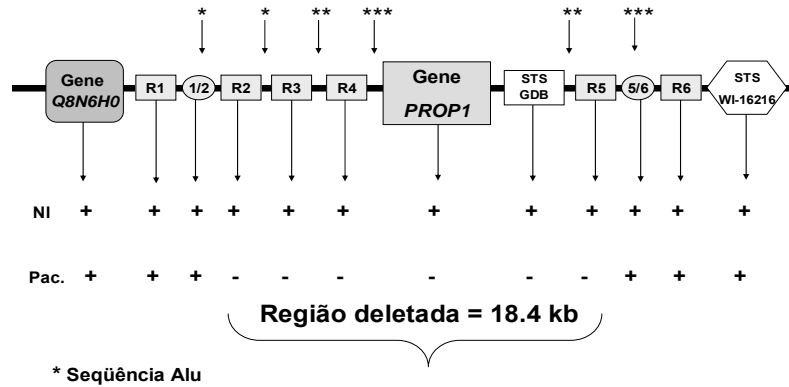 * * ** *** ** ***
Gene Q8N6H0 R1 1/2 R2 R3 R4 Gene PROP1 STS GDB R5 5/6 R6 STS WI-16216
NI + + + + + + + + + + + +
Pac. + + + - - - - - - + + +
Região deletada = 18.4 kb
* Seqüência Alu